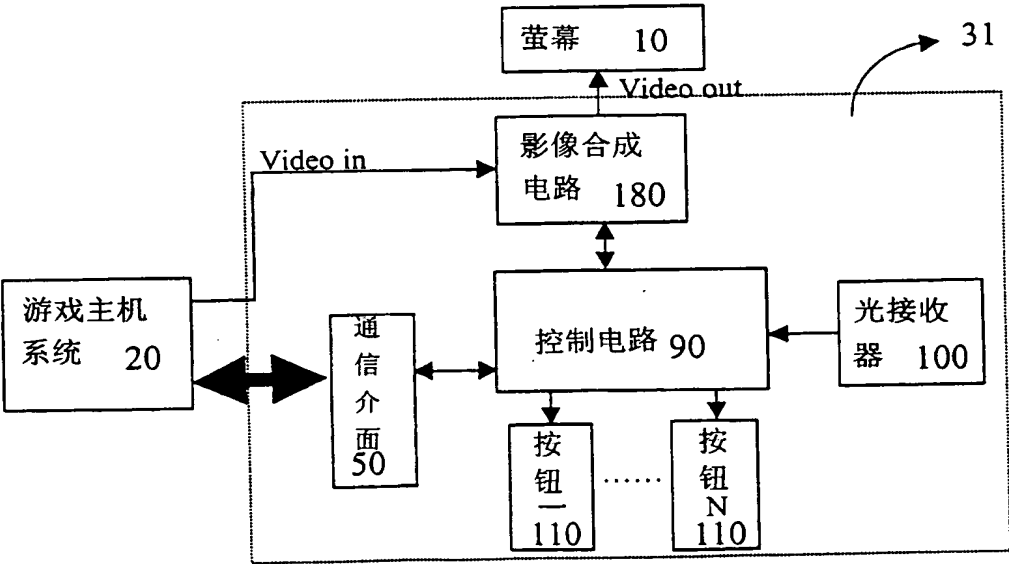 萤幕 10
31
Video out
影像合成
电路 180
Video in
游戏主机
系统 20
通
信
介
面
50
控制电路 90
光接收
器 100
按
钮
一
110
……
按
钮
N
110